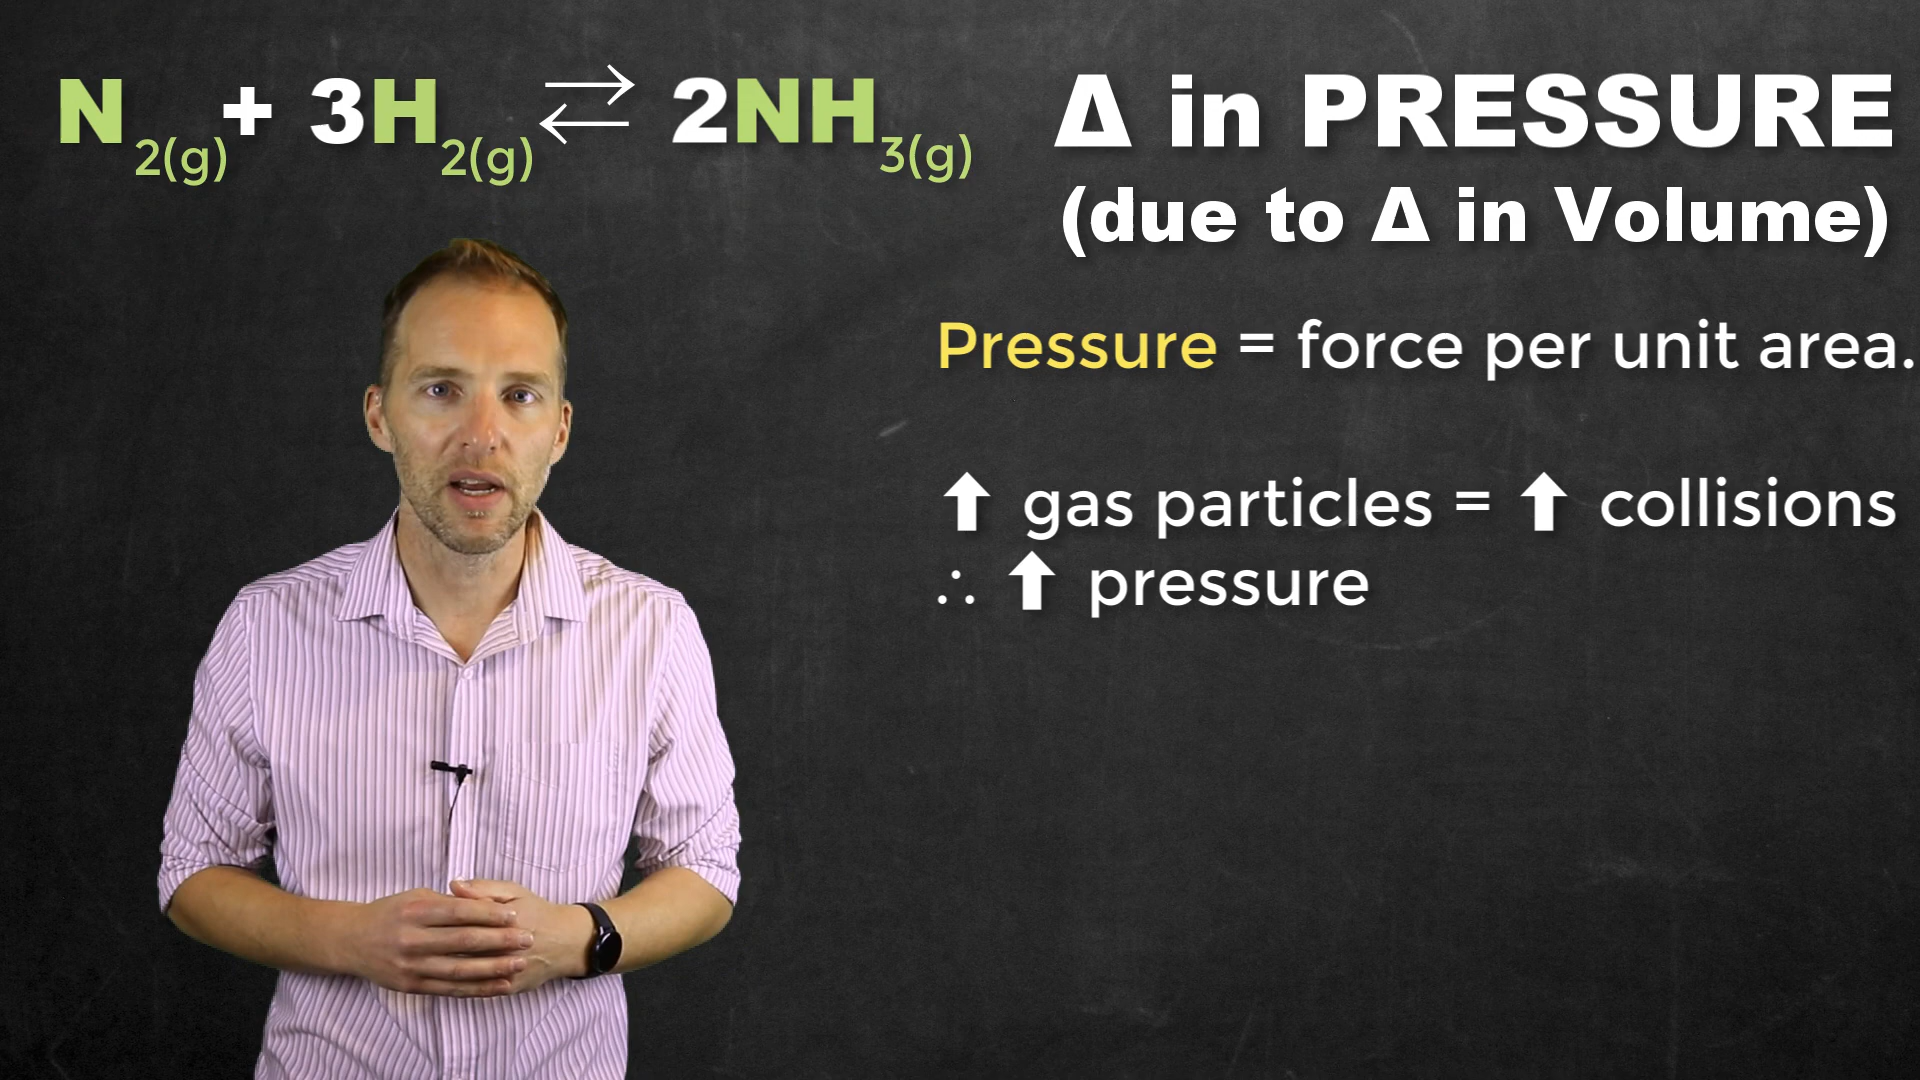 N2(g) + 3H2(g) ⇄ 2NH3(g)
Δ in PRESSURE
(due to Δ in Volume)
Pressure = force per unit area.
⬆ gas particles = ⬆ collisions
∴ ⬆ pressure